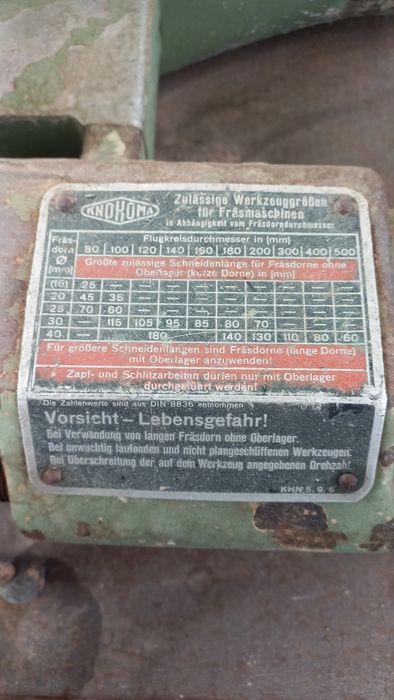 KNOKOMA
Zulässige Werkzeuggrößen
für Fräsmaschinen
in Abhängigkeit vom Fräsdorndurchmesser
Fräs-
dorn
Ø
[mm]
Flugkreisdurchmesser in [mm]
80 100 120 140 160 180 200 300 400 500
Größte zulässige Schneidenlänge für Fräsdorne ohne
Oberlager (kurze Dorne) in [mm]
(16) 25 — — — — — — — — —
20 45 35 — — — — — — — —
25 70 60 — — — — — — — —
30 — 115 105 95 85 80 70 — — —
40 — — 180 — 140 130 110 80 60
Für größere Schneidenlängen sind Fräsdorne (lange Dorne)
mit Oberlager anzuwenden!
Zapf- und Schlitzarbeiten dürfen nur mit Oberlager
durchgeführt werden!
Die Zahlenwerte sind aus DIN 8836 entnommen
Vorsicht – Lebensgefahr!
Bei Verwandung von langen Fräsdorn ohne Oberlager.
Bei unwichtig laufonden und nicht plangeschliffenen Werkzeugen.
Bei Überschreitung der auf dem Werkzeug angegebenen Drehzahl
KHN 5.9.6